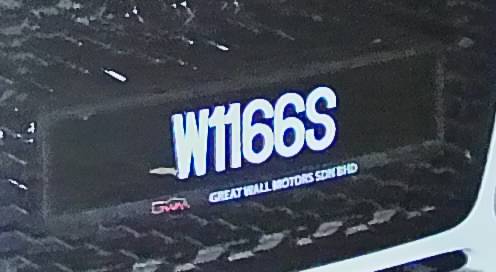 W1166S
GWM GREAT WALL MOTORS SDN BHD